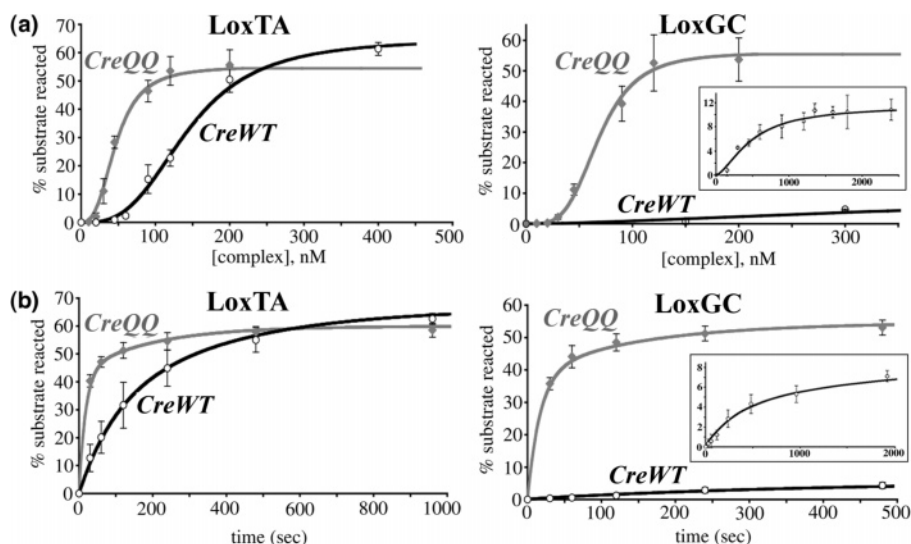 (a)
LoxTA
CreQQ
CreWT
% substrate reacted
70
60
50
40
30
20
10
0
0 100 200 300 400 500
[complex], nM
LoxGC
CreQQ
CreWT
% substrate reacted
60
50
40
30
20
10
0
0 100 200 300
[complex], nM
12
8
4
0
0 1000 2000
(b)
LoxTA
CreQQ
CreWT
% substrate reacted
70
60
50
40
30
20
10
0
0 200 400 600 800 1000
time (sec)
LoxGC
CreQQ
CreWT
% substrate reacted
60
50
40
30
20
10
0
0 100 200 300 400 500
time (sec)
8
6
4
2
0
0 1000 2000